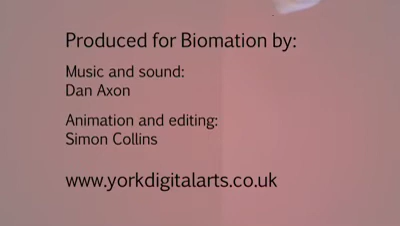 Produced for Biomation by:
Music and sound:
Dan Axon
Animation and editing:
Simon Collins
www.yorkdigitalarts.co.uk